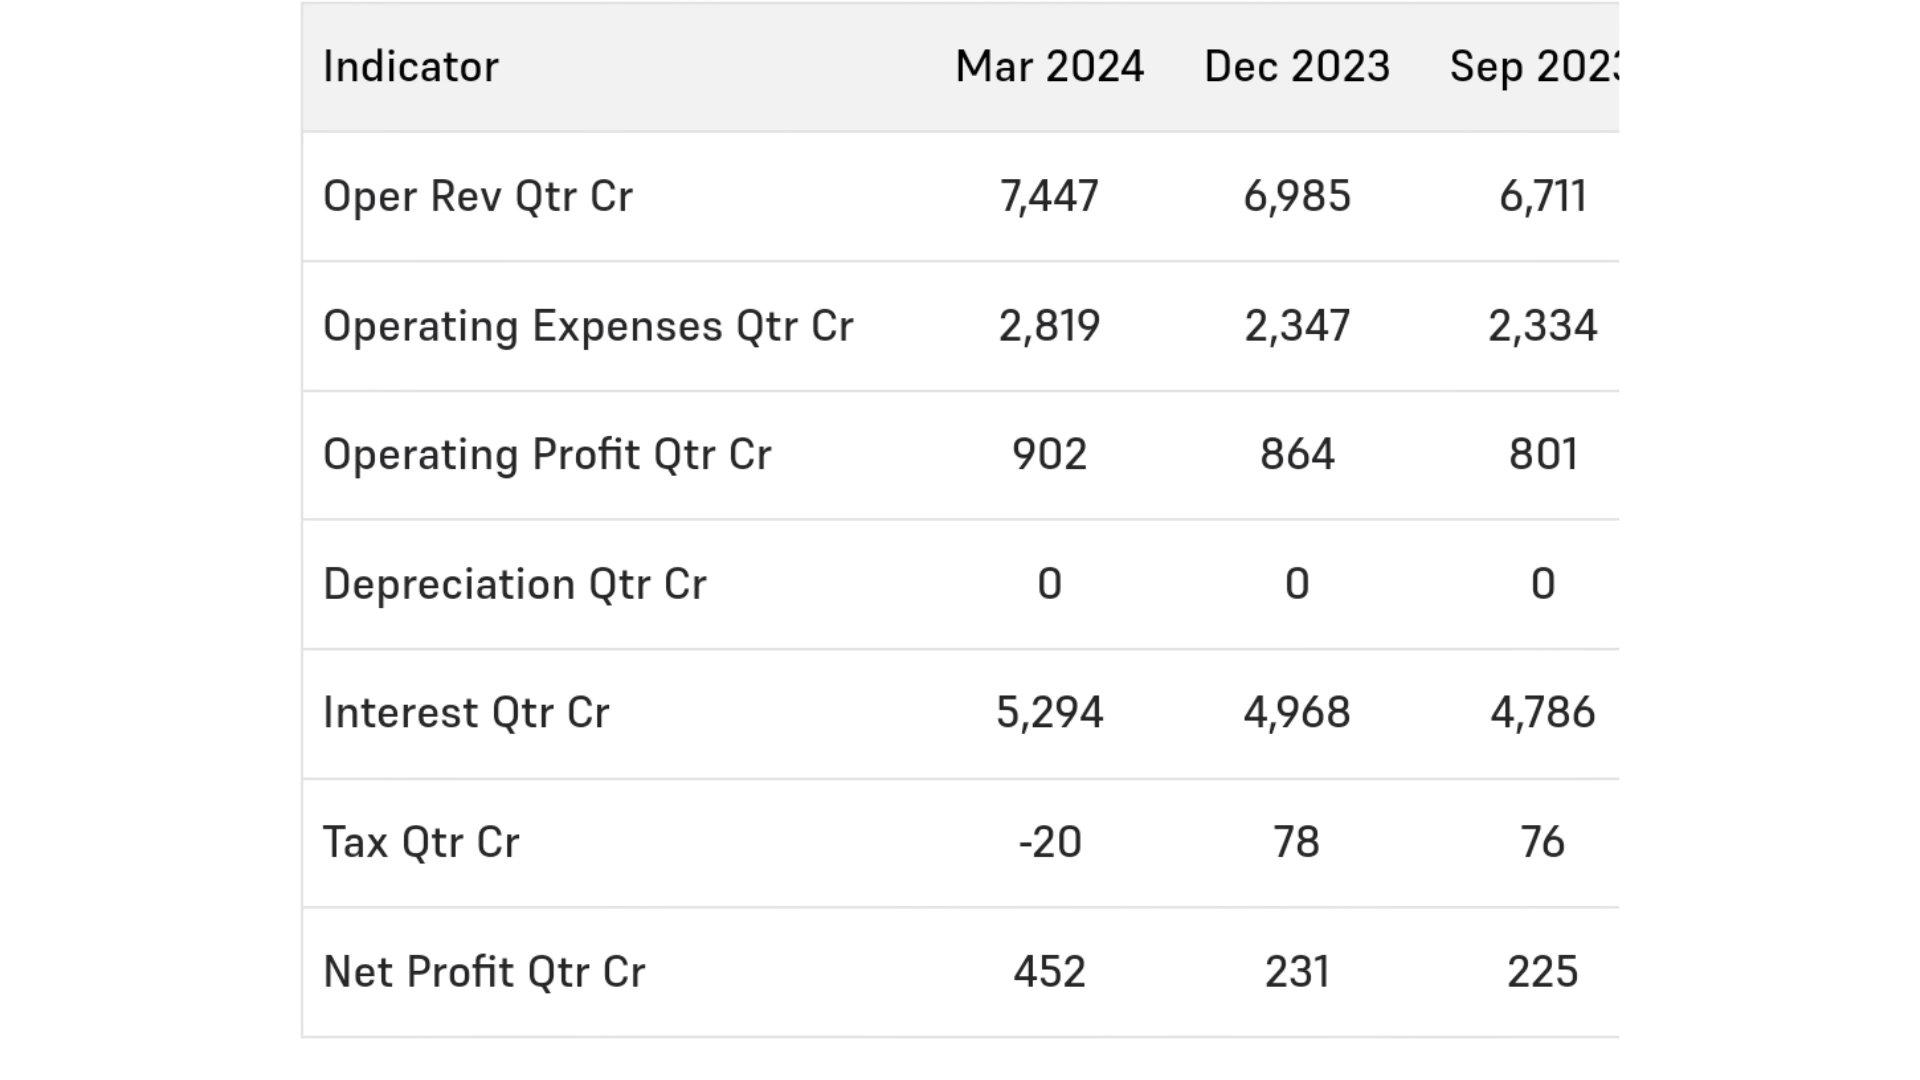 Indicator Mar 2024 Dec 2023 Sep 2023
Oper Rev Qtr Cr 7,447 6,985 6,711
Operating Expenses Qtr Cr 2,819 2,347 2,334
Operating Profit Qtr Cr 902 864 801
Depreciation Qtr Cr 0 0 0
Interest Qtr Cr 5,294 4,968 4,786
Tax Qtr Cr -20 78 76
Net Profit Qtr Cr 452 231 225